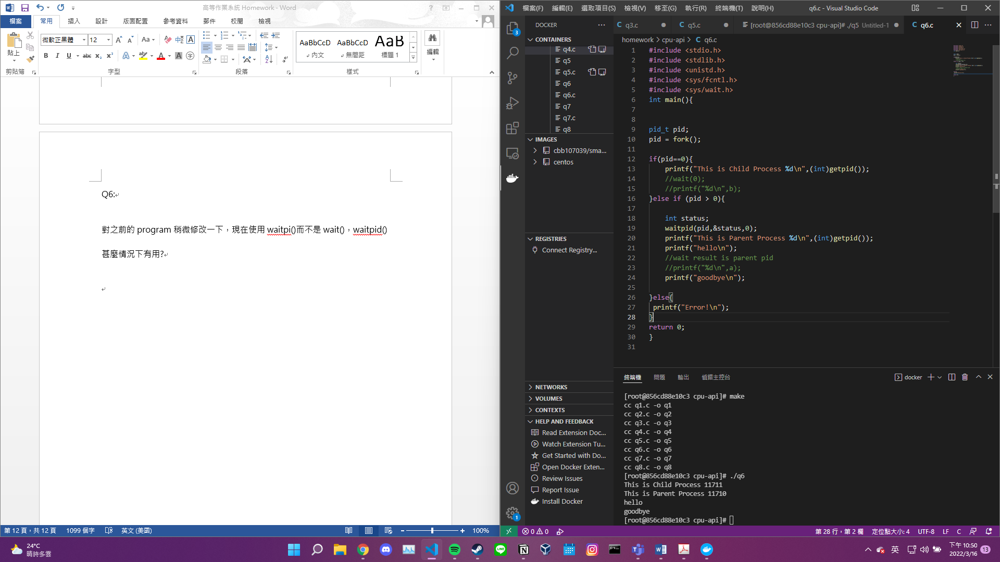 高等作業系統 Homework - Word
檔案
常用
插入
設計
版面配置
參考資料
郵件
校閱
檢視
貼上
剪貼簿
微軟正黑體
12
字型
段落
AaBbCcD
內文
AaBbCcD
無間距
AaB
標題 1
樣式
編輯
Q6:
對之前的 program 稍微修改一下，現在使用 waitpi()而不是 wait()，waitpid()
甚麼情況下有用?
第 12 頁，共 12 頁
1099 個字
英文 (美國)
100%
檔案(F)
編輯(E)
選取項目(S)
檢視(V)
移至(G)
執行(R)
終端機(T)
說明(H)
q6.c - Visual Studio Code
DOCKER
CONTAINERS
q4.c
q5
q5.c
q6
q6.c
q7
q7.c
q8
IMAGES
cbb107039/sma...
centos
REGISTRIES
Connect Registry...
NETWORKS
VOLUMES
CONTEXTS
HELP AND FEEDBACK
Read Extension Doc...
Watch Extension Tu...
Get Started with Do...
Open Docker Exten...
Review Issues
Report Issue
Install Docker
q3.c
q5.c
[root@856cd88e10c3 cpu-api]# ./q5 Untitled-1
q6.c
homework > cpu-api > C q6.c
1 #include <stdio.h>
2 #include <stdlib.h>
3 #include <unistd.h>
4 #include <sys/fcntl.h>
5 #include <sys/wait.h>
6 int main(){
7
8
9 pid_t pid;
10 pid = fork();
11
12 if(pid==0){
13 printf("This is Child Process %d\n",(int)getpid());
14 //wait(0);
15 //printf("%d\n",b);
16 }else if (pid > 0){
17
18 int status;
19 waitpid(pid,&status,0);
20 printf("This is Parent Process %d\n",(int)getpid());
21 printf("hello\n");
22 //wait result is parent pid
23 //printf("%d\n",a);
24 printf("goodbye\n");
25
26 }else{
27 printf("Error!\n");
28 }
29 return 0;
30 }
31
終端機
問題
輸出
偵錯主控台
docker
[root@856cd88e10c3 cpu-api]# make
cc q1.c -o q1
cc q2.c -o q2
cc q3.c -o q3
cc q4.c -o q4
cc q5.c -o q5
cc q6.c -o q6
cc q7.c -o q7
cc q8.c -o q8
[root@856cd88e10c3 cpu-api]# ./q6
This is Child Process 11711
This is Parent Process 11710
hello
goodbye
[root@856cd88e10c3 cpu-api]#
0 0
第 28 行，第 2 欄
定位點大小: 4
UTF-8
LF
C
24°C
晴時多雲
英
下午 10:50
2022/3/16
13